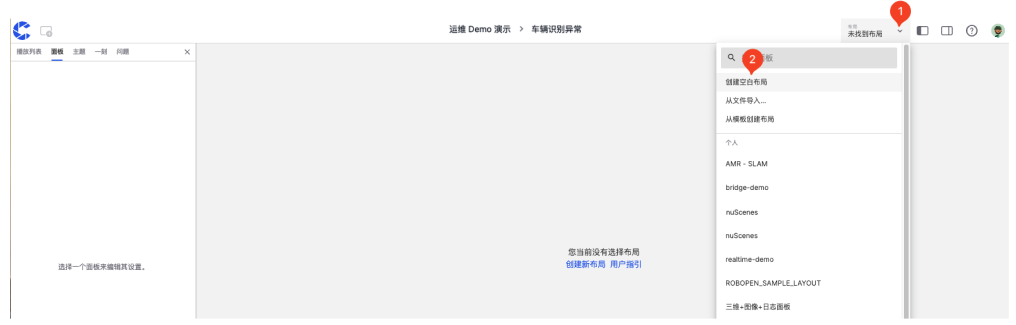 1
运维 Demo 演示 > 车辆识别异常
布局
未找到布局
播放列表 面板 主题 一刻 问题
2
板
创建空白布局
从文件导入...
从模板创建布局
个人
AMR - SLAM
bridge-demo
nuScenes
nuScenes
realtime-demo
ROBOPEN_SAMPLE_LAYOUT
三维+图像+日志面板
您当前没有选择布局
创建新布局 用户指引
选择一个面板来编辑其设置。